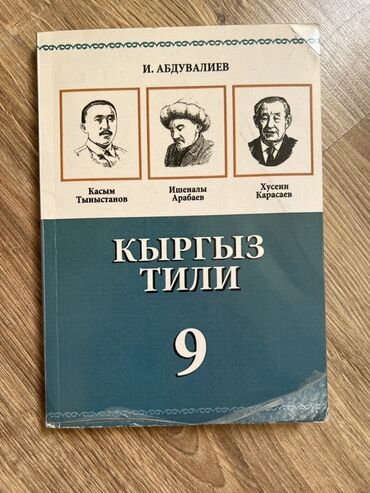 И. АБДУВАЛИЕВ
Касым
Тыныстанов
Ишеналы
Арабаев
Хусеин
Карасаев
КЫРГЫЗ
ТИЛИ
9